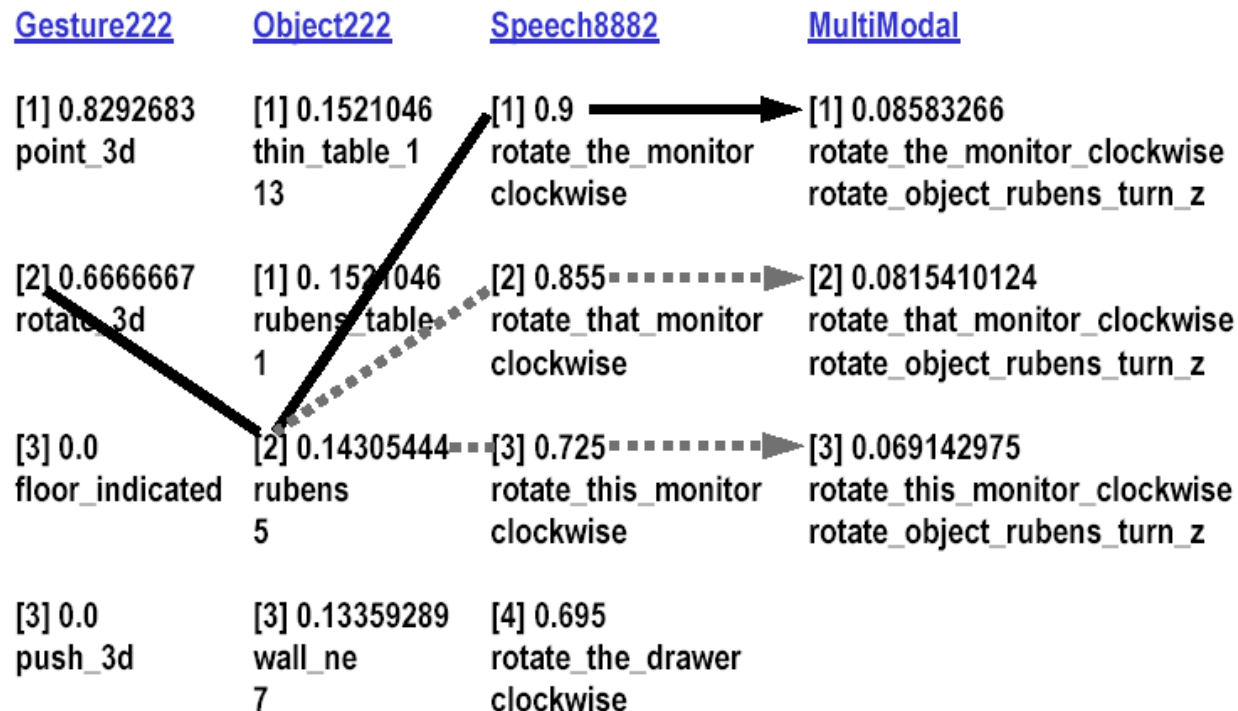 Gesture222 Object222 Speech8882 MultiModal
[1] 0.8292683 [1] 0.1521046 [1] 0.9 [1] 0.08583266
point_3d thin_table_1 rotate_the_monitor rotate_the_monitor_clockwise
13 clockwise rotate_object_rubens_turn_z
[2] 0.6666667 [1] 0. 1521046 [2] 0.855 [2] 0.0815410124
rotate_3d rubens_table rotate_that_monitor rotate_that_monitor_clockwise
1 clockwise rotate_object_rubens_turn_z
[3] 0.0 [2] 0.14305444 [3] 0.725 [3] 0.069142975
floor_indicated rubens rotate_this_monitor rotate_this_monitor_clockwise
5 clockwise rotate_object_rubens_turn_z
[3] 0.0 [3] 0.13359289 [4] 0.695
push_3d wall_ne rotate_the_drawer
7 clockwise